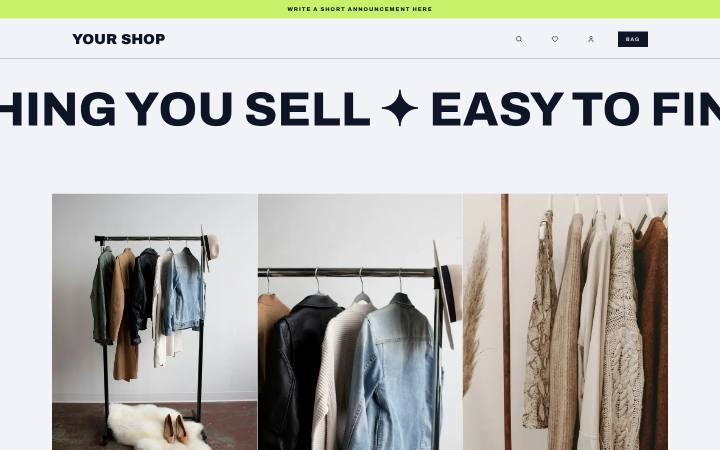 WRITE A SHORT ANNOUNCEMENT HERE
YOUR SHOP
BAG
HING YOU SELL ✦ EASY TO FIN